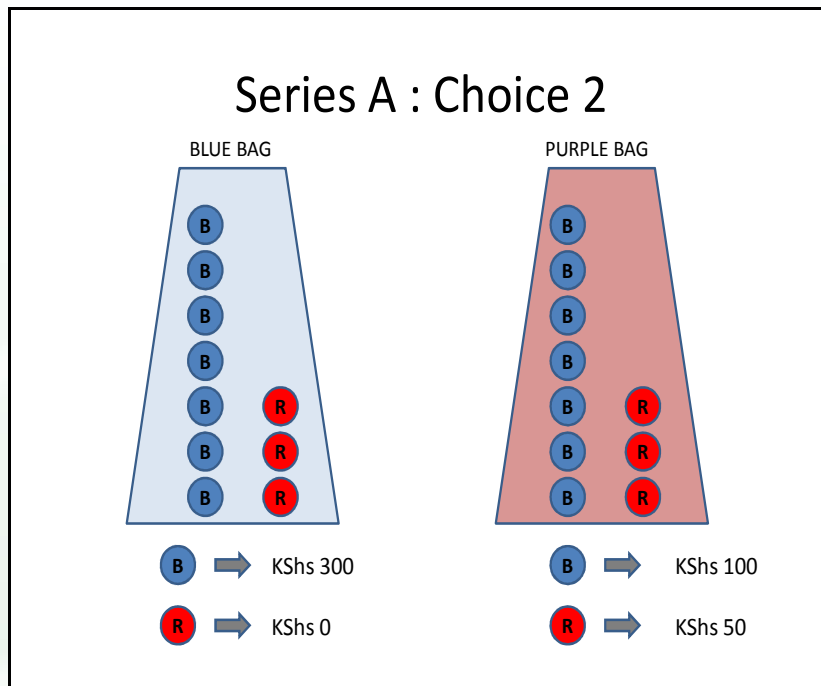 Series A : Choice 2
BLUE BAG
B
B
B
B
B R
B R
B R
B KShs 300
R KShs 0
PURPLE BAG
B
B
B
B
B R
B R
B R
B KShs 100
R KShs 50